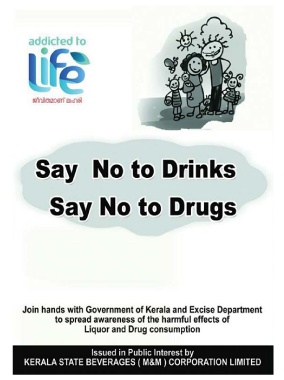 addicted to
life
ജീവിതമാണ് ലഹരി
Say No to Drinks
Say No to Drugs
Join hands with Government of Kerala and Excise Department
to spread awareness of the harmful effects of
Liquor and Drug consumption
Issued in Public Interest by
KERALA STATE BEVERAGES ( M&M ) CORPORATION LIMITED